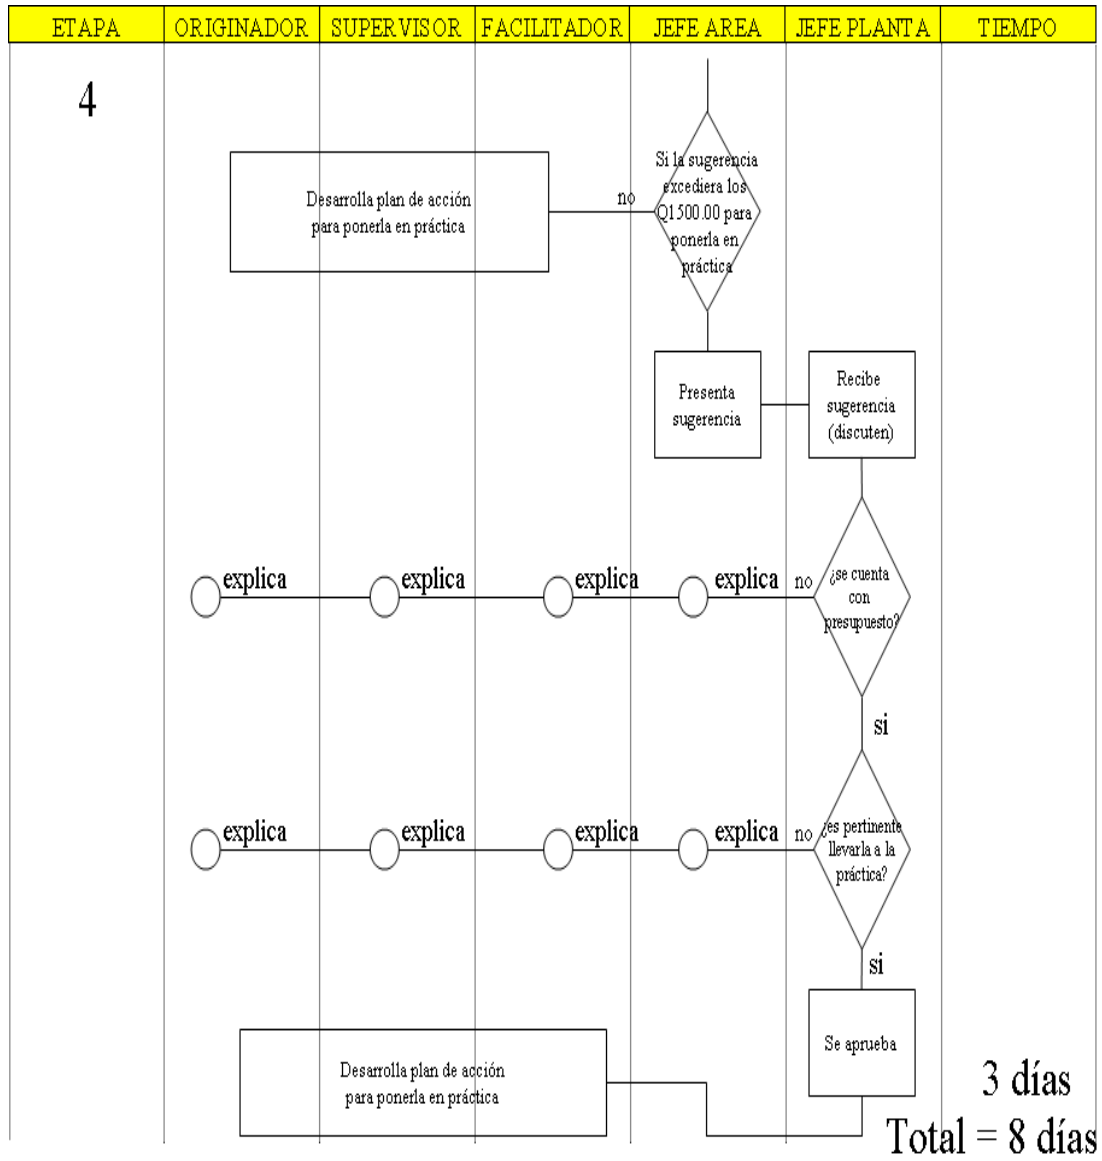 ETAPA ORIGINADOR SUPERVISOR FACILITADOR JEFE AREA JEFE PLANTA TIEMPO
4
Si la sugerencia
excediera los
Q1500.00 para
ponerla en
práctica
no
Desarrolla plan de acción
para ponerla en práctica
Presenta
sugerencia
Recibe
sugerencia
(discuten)
explica explica explica explica no
¿se cuenta
con
presupuesto?
si
explica explica explica explica no
¿es pertinente
llevarla a la
práctica?
si
Se aprueba
Desarrolla plan de acción
para ponerla en práctica
3 días
Total = 8 días